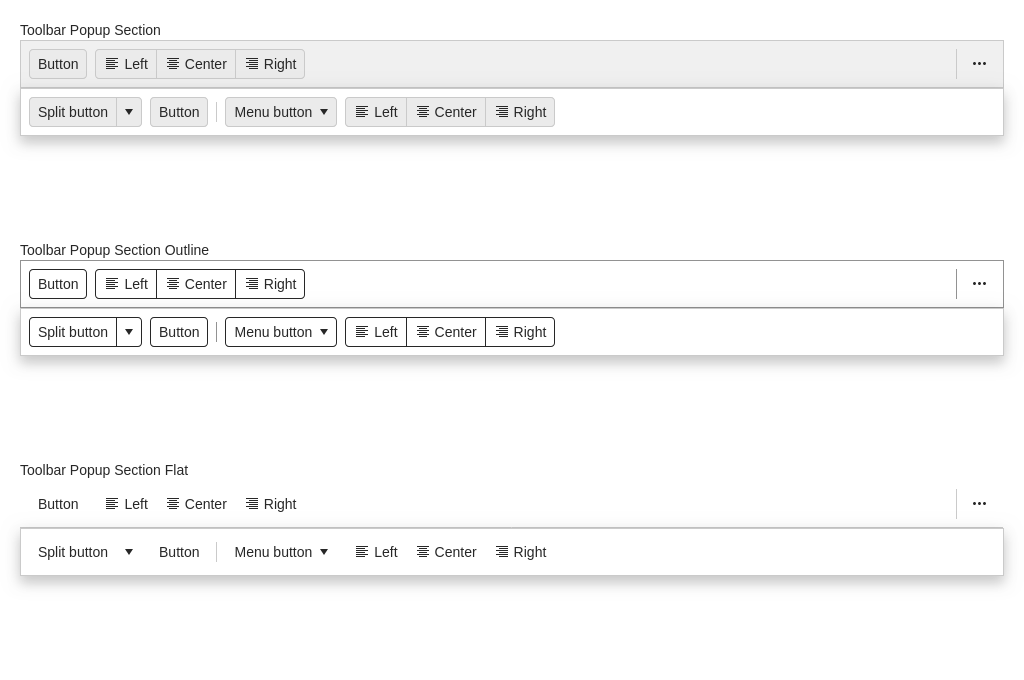 Toolbar Popup Section
Button Left Center Right
Split button Button Menu button Left Center Right
Toolbar Popup Section Outline
Button Left Center Right
Split button Button Menu button Left Center Right
Toolbar Popup Section Flat
Button Left Center Right
Split button Button Menu button Left Center Right